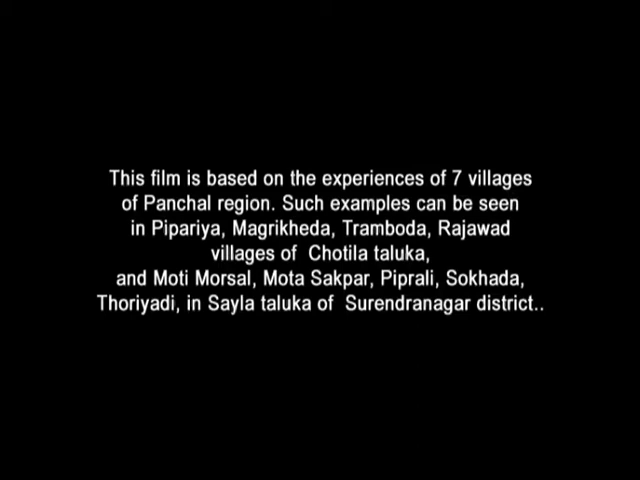 This film is based on the experiences of 7 villages
of Panchal region. Such examples can be seen
in Pipariya, Magrikheda, Tramboda, Rajawad
villages of  Chotila taluka,
and Moti Morsal, Mota Sakpar, Piprali, Sokhada,
Thoriyadi, in Sayla taluka of  Surendranagar district..